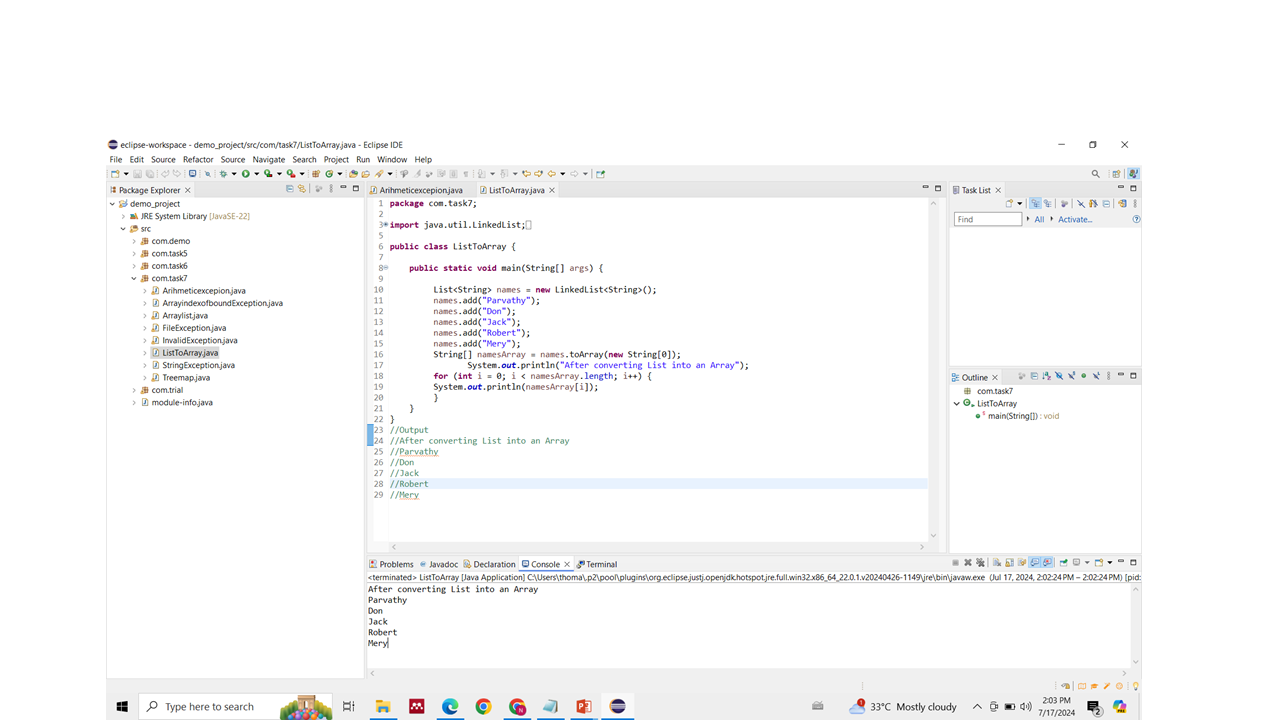 eclipse-workspace - demo_project/src/com/task7/ListToArray.java - Eclipse IDE
File Edit Source Refactor Source Navigate Search Project Run Window Help
Package Explorer
demo_project
JRE System Library [JavaSE-22]
src
com.demo
com.task5
com.task6
com.task7
Arihmeticexcepion.java
ArrayindexofboundException.java
Arraylist.java
FileException.java
InvalidException.java
ListToArray.java
StringException.java
Treemap.java
com.trial
module-info.java
Arihmeticexcepion.java ListToArray.java
1 package com.task7;
2
3 import java.util.LinkedList;
5
6 public class ListToArray {
7
8 public static void main(String[] args) {
9
10 List<String> names = new LinkedList<String>();
11 names.add("Parvathy");
12 names.add("Don");
13 names.add("Jack");
14 names.add("Robert");
15 names.add("Mery");
16 String[] namesArray = names.toArray(new String[0]);
17 System.out.println("After converting List into an Array");
18 for (int i = 0; i < namesArray.length; i++) {
19 System.out.println(namesArray[i]);
20 }
21 }
22 }
23 //Output
24 //After converting List into an Array
25 //Parvathy
26 //Don
27 //Jack
28 //Robert
29 //Mery
Task List
Find All Activate...
Outline
com.task7
ListToArray
main(String[]) : void
Problems Javadoc Declaration Console Terminal
<terminated> ListToArray [Java Application] C:\Users\thoma\.p2\pool\plugins\org.eclipse.justj.openjdk.hotspot.jre.full.win32.x86_64_22.0.1.v20240426-1149\jre\bin\javaw.exe (Jul 17, 2024, 2:02:24 PM – 2:02:24 PM) [pid:
After converting List into an Array
Parvathy
Don
Jack
Robert
Mery
Type here to search
33°C Mostly cloudy
2:03 PM
7/17/2024
2